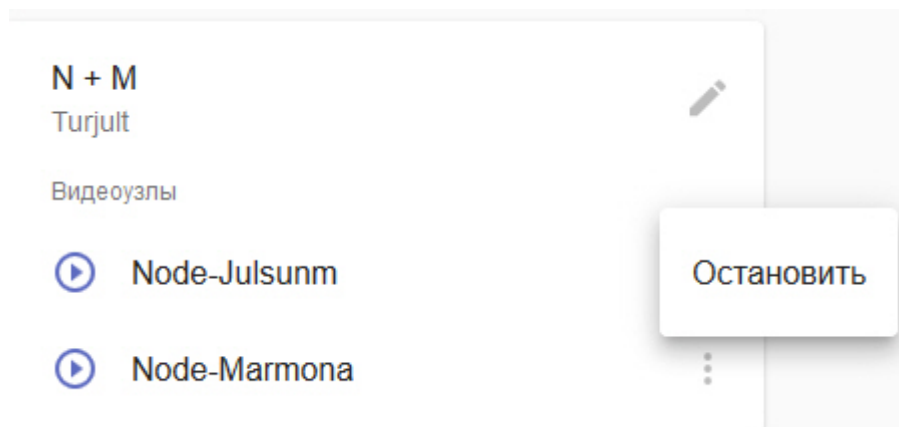 N + M
Turjult
Видеоузлы
Node-Julsunm
Остановить
Node-Marmona